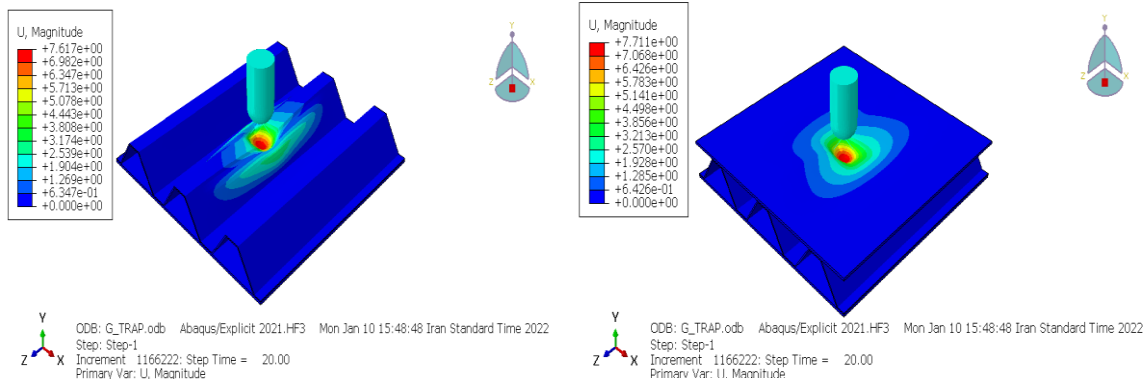 U, Magnitude
+7.617e+00
+6.982e+00
+6.347e+00
+5.713e+00
+5.078e+00
+4.443e+00
+3.808e+00
+3.174e+00
+2.539e+00
+1.904e+00
+1.269e+00
+6.347e-01
+0.000e+00
Y
Z X
Y
Z X
ODB: G_TRAP.odb Abaqus/Explicit 2021.HF3 Mon Jan 10 15:48:48 Iran Standard Time 2022
Step: Step-1
Increment 1166222: Step Time = 20.00
Primary Var: U, Magnitude
U, Magnitude
+7.711e+00
+7.068e+00
+6.426e+00
+5.783e+00
+5.141e+00
+4.498e+00
+3.856e+00
+3.213e+00
+2.570e+00
+1.928e+00
+1.285e+00
+6.426e-01
+0.000e+00
Y
Z X
Y
Z X
ODB: G_TRAP.odb Abaqus/Explicit 2021.HF3 Mon Jan 10 15:48:48 Iran Standard Time 2022
Step: Step-1
Increment 1166222: Step Time = 20.00
Primary Var: U, Magnitude